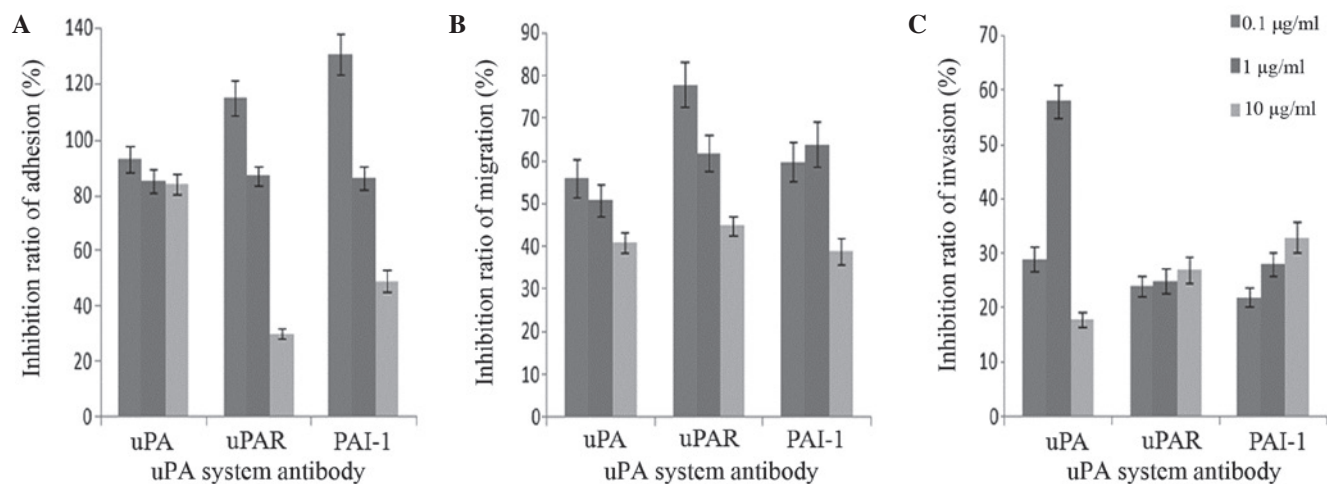 A
Inhibition ratio of adhesion (%)
140
120
100
80
60
40
20
0
uPA uPAR PAI-1
uPA system antibody
B
Inhibition ratio of migration (%)
90
80
70
60
50
40
30
20
10
0
uPA uPAR PAI-1
uPA system antibody
C
Inhibition ratio of invasion (%)
70
60
50
40
30
20
10
0
uPA uPAR PAI-1
uPA system antibody
0.1 µg/ml
1 µg/ml
10 µg/ml